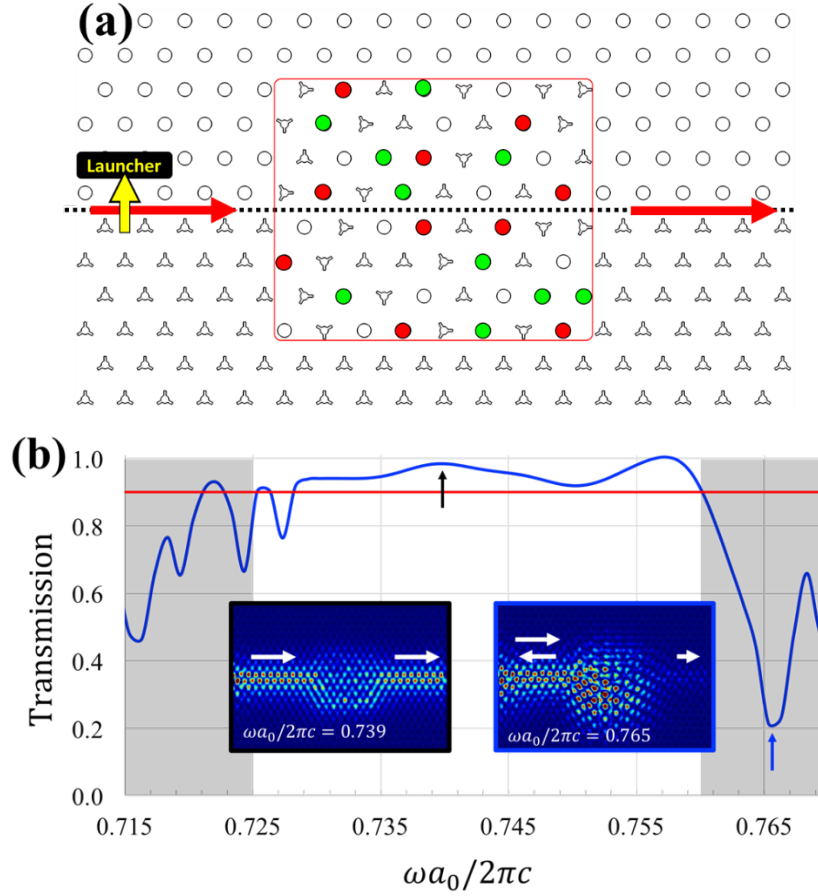 (a)
Launcher
(b)
1.0
0.8
0.6
0.4
0.2
0.0
Transmission
ωa₀/2πc = 0.739
ωa₀/2πc = 0.765
0.715
0.725
0.735
0.745
0.755
0.765
ωa₀/2πc